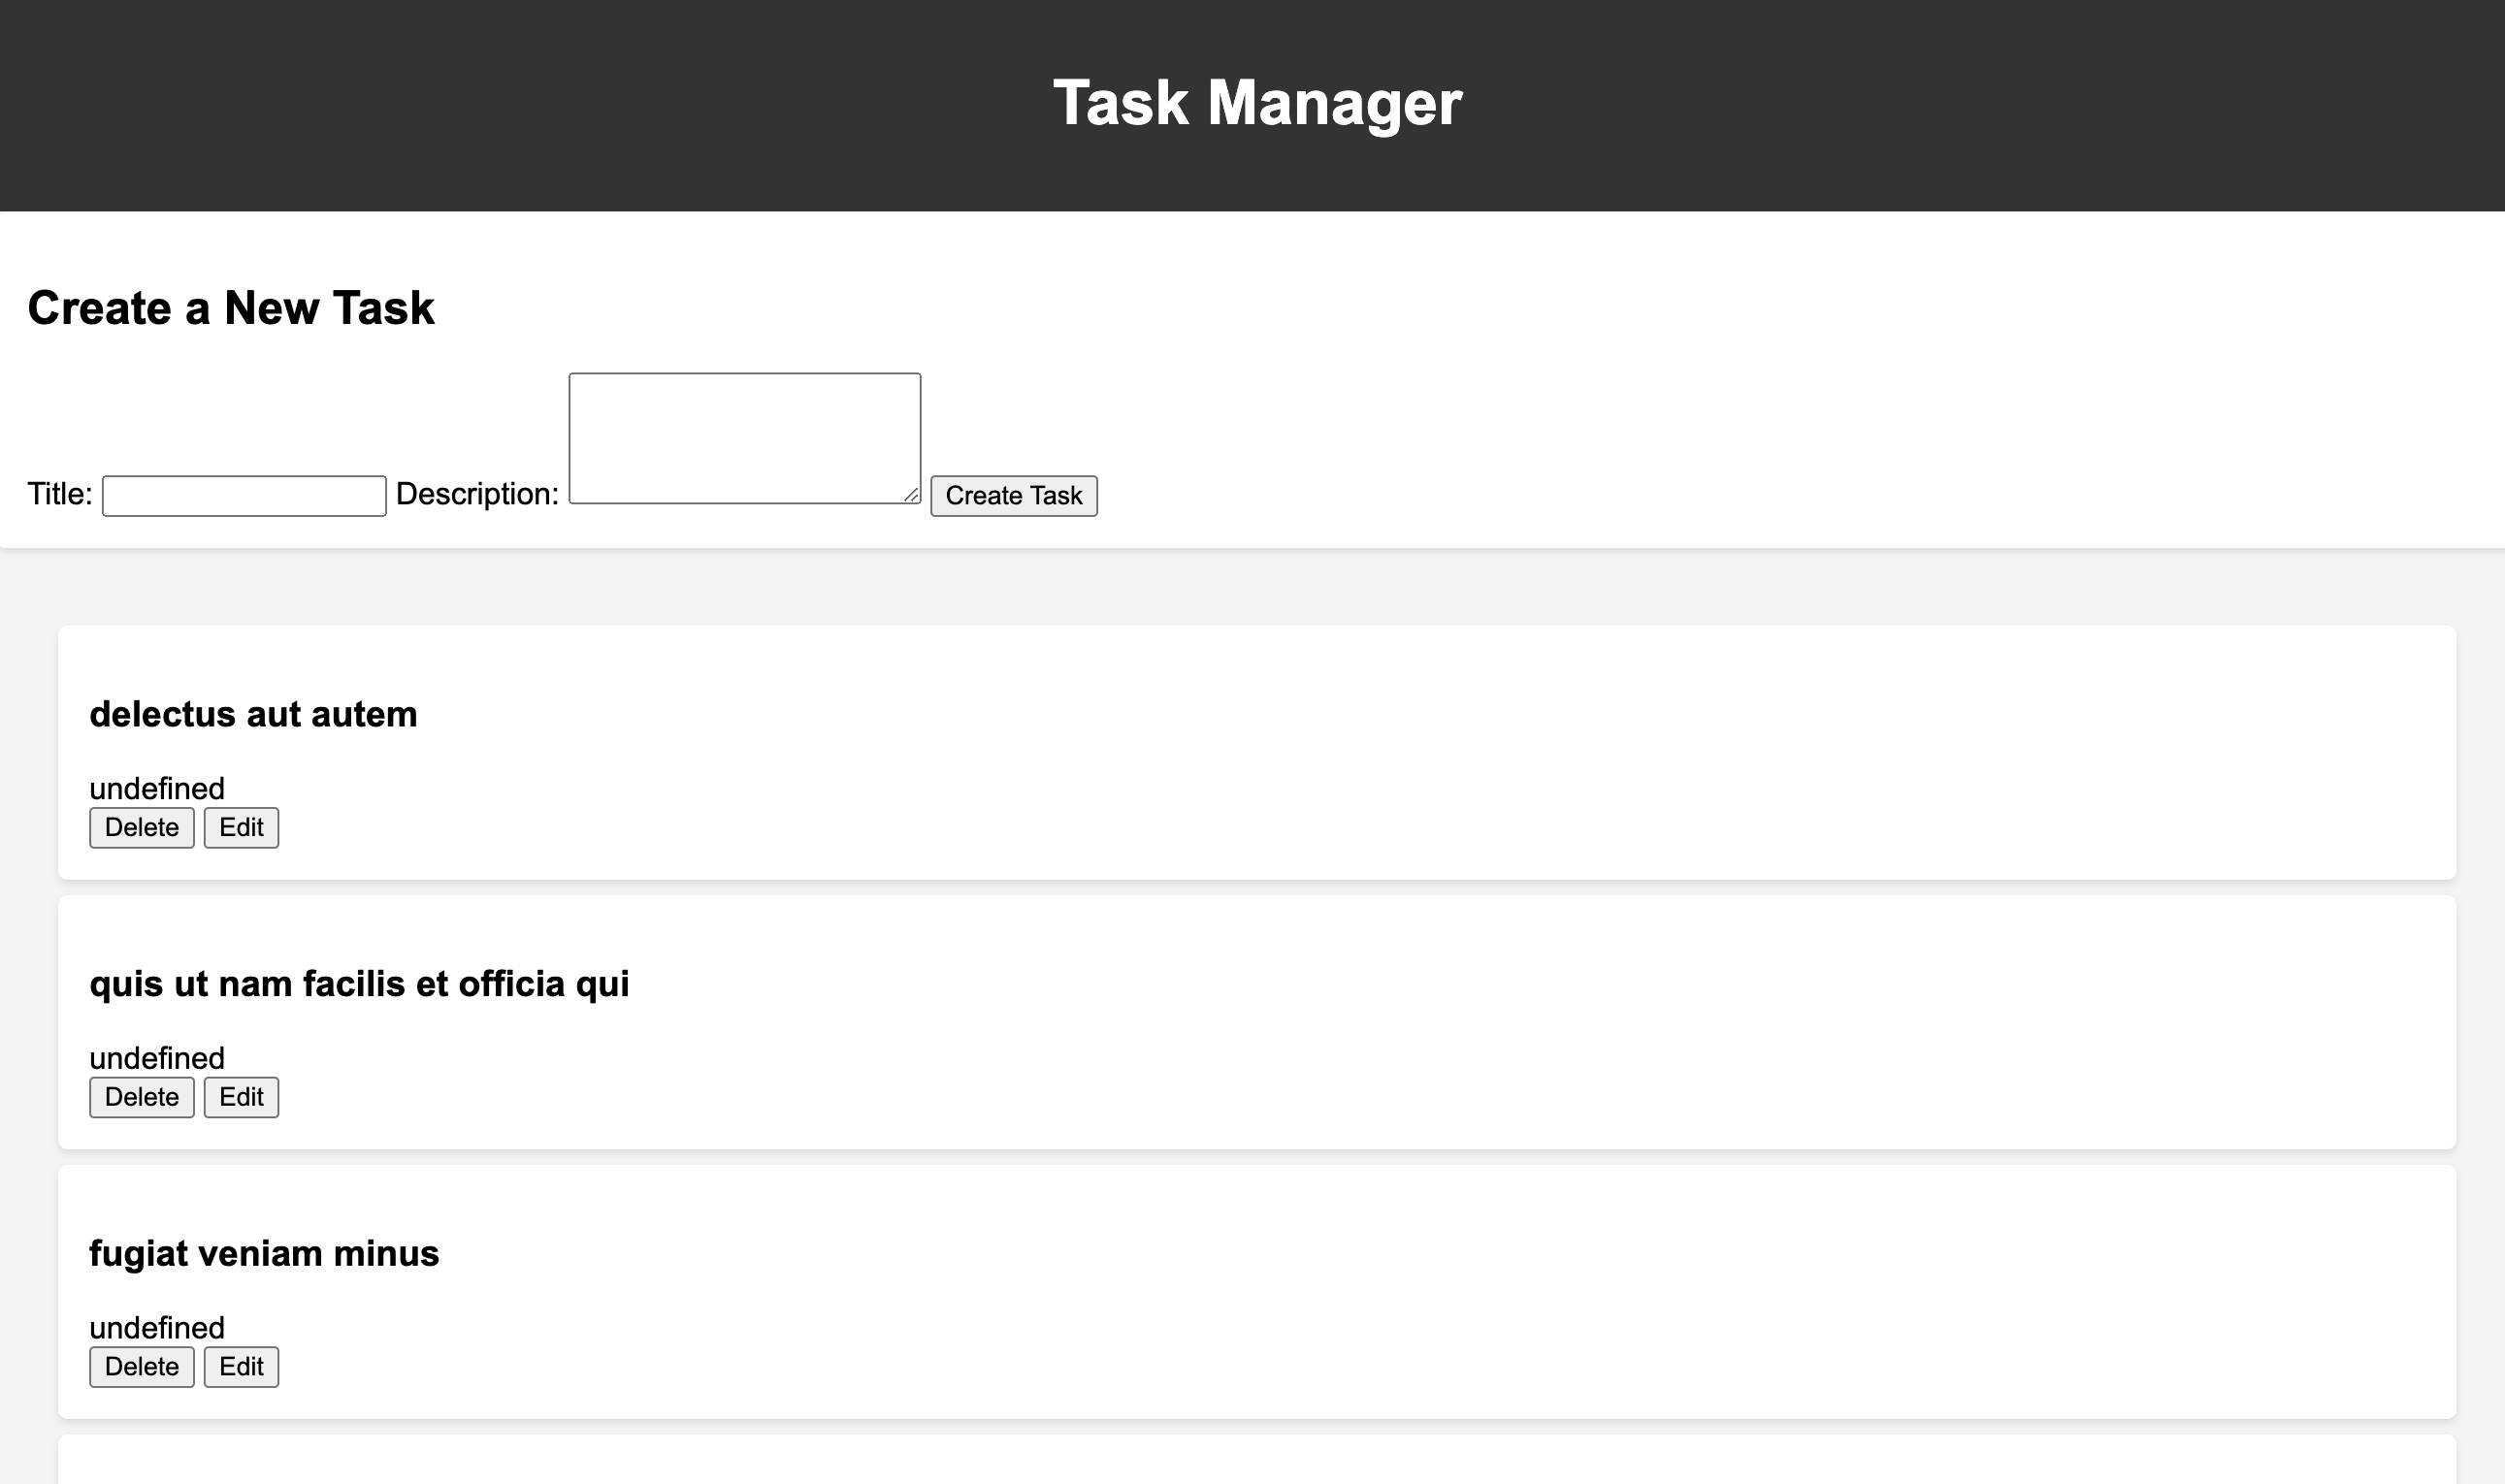 Task Manager
Create a New Task
Title: Description: Create Task
delectus aut autem
undefined
Delete Edit
quis ut nam facilis et officia qui
undefined
Delete Edit
fugiat veniam minus
undefined
Delete Edit